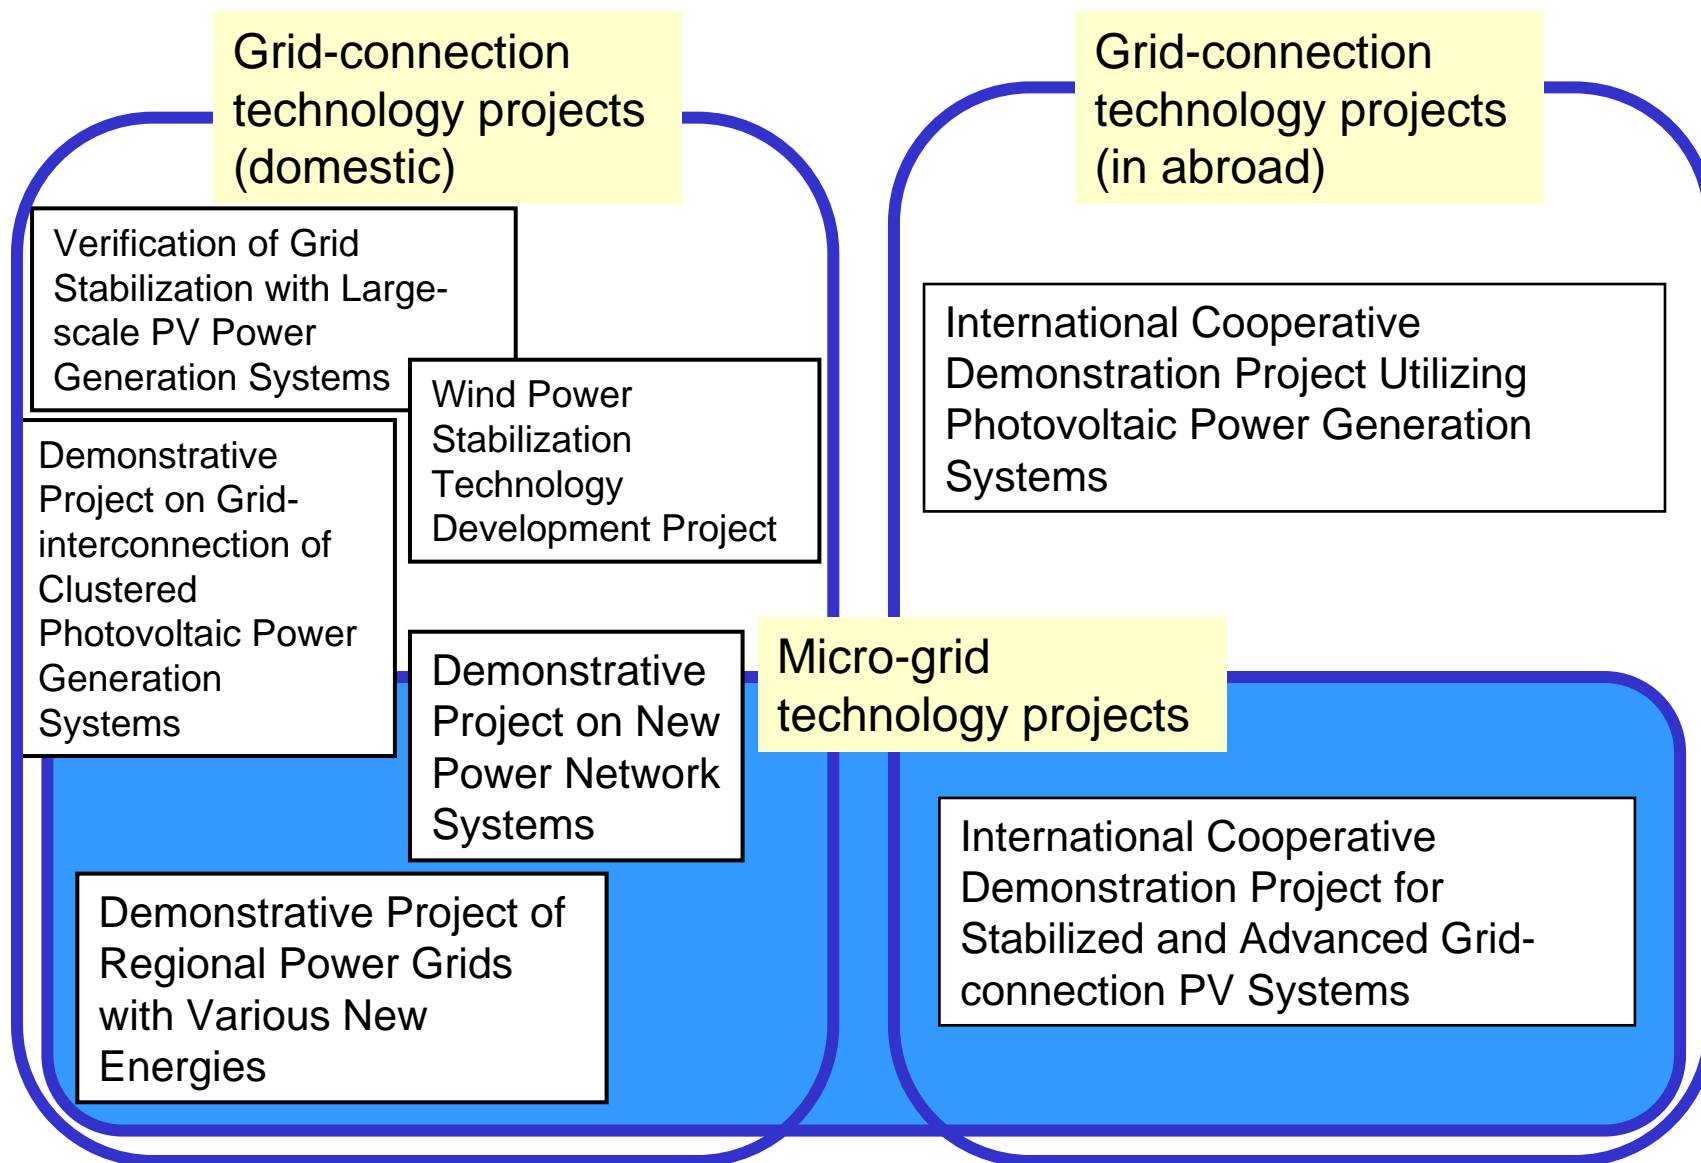 Grid-connection
technology projects
(domestic)
Grid-connection
technology projects
(in abroad)
Verification of Grid
Stabilization with Large-
scale PV Power
Generation Systems
Wind Power
Stabilization
Technology
Development Project
International Cooperative
Demonstration Project Utilizing
Photovoltaic Power Generation
Systems
Demonstrative
Project on Grid-
interconnection of
Clustered
Photovoltaic Power
Generation
Systems
Demonstrative
Project on New
Power Network
Systems
Micro-grid
technology projects
Demonstrative Project of
Regional Power Grids
with Various New
Energies
International Cooperative
Demonstration Project for
Stabilized and Advanced Grid-
connection PV Systems